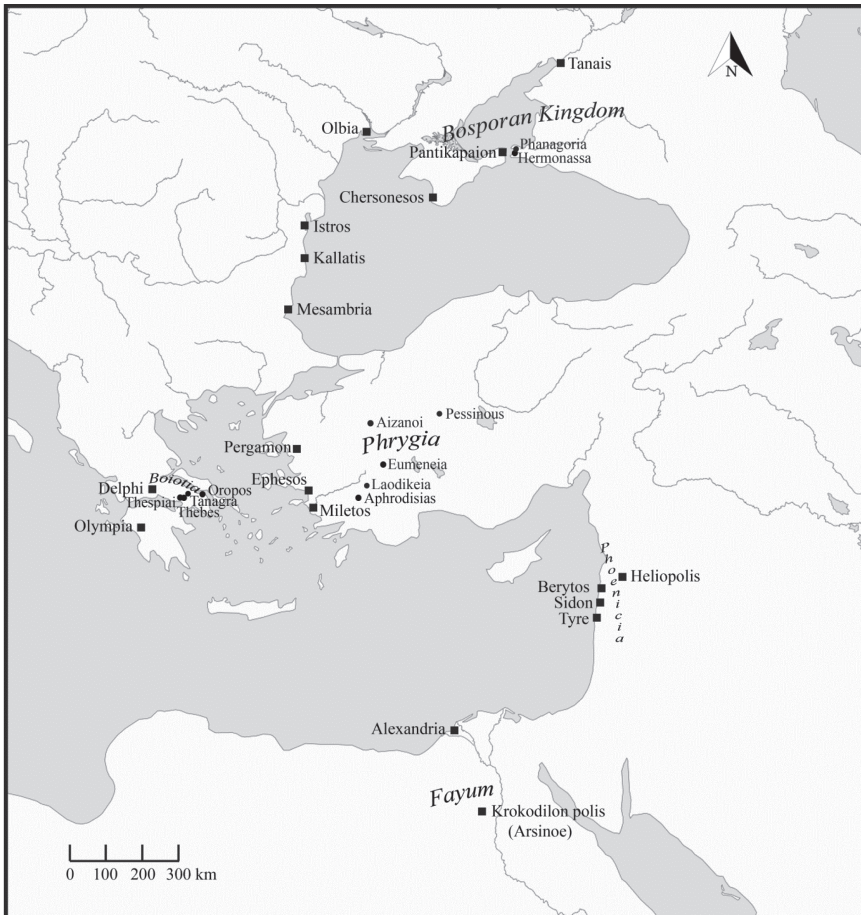 Tanais
N
Olbia
Bosporan Kingdom
Pantikapaion
Phanagoria
Hermonassa
Chersonesos
Istros
Kallatis
Mesambria
Pessinous
Aizanoi
Phrygia
Pergamon
Eumeneia
Boiotia
Ephesos
Laodikeia
Delphi
Oropos
Thespiai
Tanagra
Aphrodisias
Thebes
Miletos
Olympia
Phoenicia
Heliopolis
Berytos
Sidon
Tyre
Alexandria
Fayum
Krokodilon polis
(Arsinoe)
0 100 200 300 km